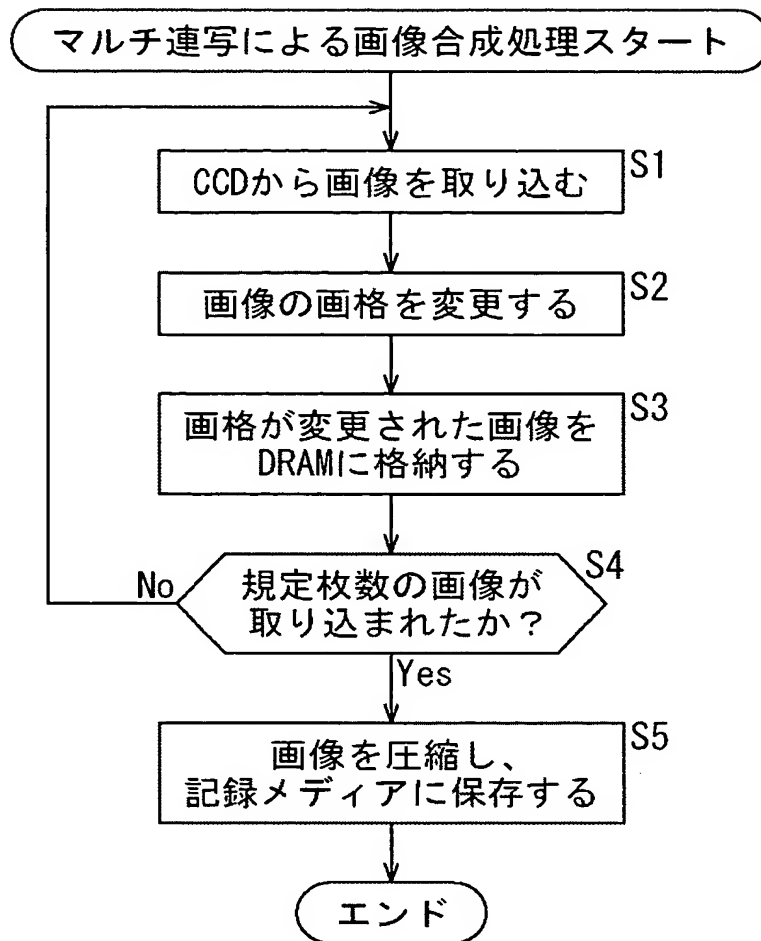 マルチ連写による画像合成処理スタート
S1
CCDから画像を取り込む
S2
画像の画格を変更する
S3
画格が変更された画像を
DRAMに格納する
S4
規定枚数の画像が
取り込まれたか？
No
Yes
S5
画像を圧縮し、
記録メディアに保存する
エンド